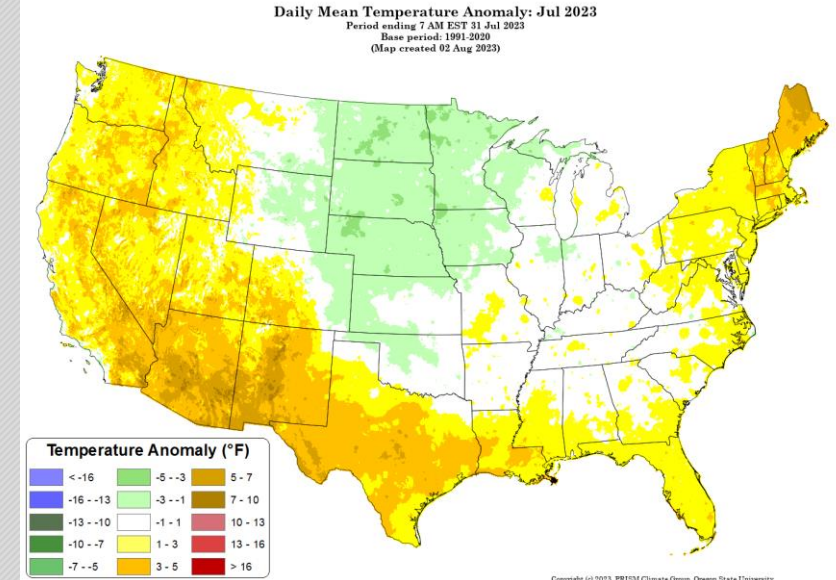 Daily Mean Temperature Anomaly: Jul 2023
Period ending 7 AM EST 31 Jul 2023
Base period: 1991-2020
(Map created 02 Aug 2023)
Temperature Anomaly (°F)
< -16 -5 - -3 5 - 7
-16 - -13 -3 - -1 7 - 10
-13 - -10 -1 - 1 10 - 13
-10 - -7 1 - 3 13 - 16
-7 - -5 3 - 5 > 16
Copyright (c) 2023, PRISM Climate Group, Oregon State University